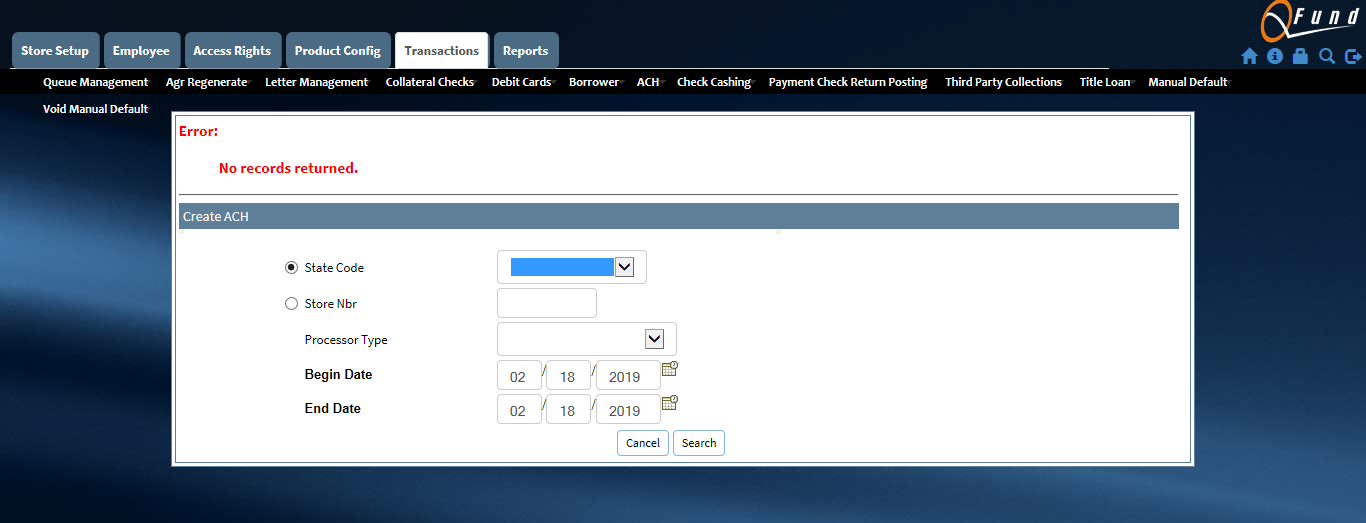 QFund
Store Setup Employee Access Rights Product Config Transactions Reports
Queue Management Agr Regenerate Letter Management Collateral Checks Debit Cards Borrower ACH Check Cashing Payment Check Return Posting Third Party Collections Title Loan Manual Default
Void Manual Default
Error:
No records returned.
Create ACH
State Code
Store Nbr
Processor Type
Begin Date 02 / 18 / 2019
End Date 02 / 18 / 2019
Cancel Search